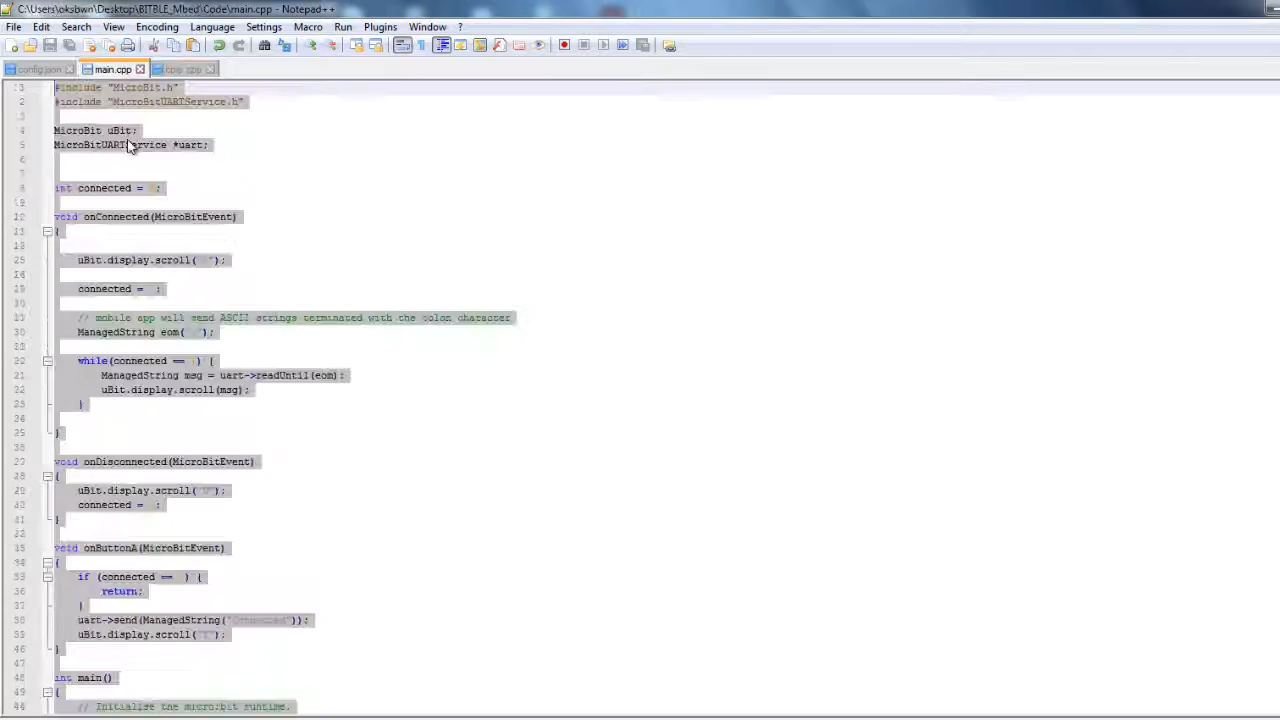 C:\Users\oksbwn\Desktop\BITBLE_Mbed\Code\main.cpp - Notepad++
File Edit Search View Encoding Language Settings Macro Run Plugins Window ?
config.json main.cpp
#include "MicroBit.h"
#include "MicroBitUARTService.h"
MicroBit uBit;
MicroBitUARTService *uart;
int connected = ;
void onConnected(MicroBitEvent)
{
uBit.display.scroll(" ");
connected = ;
// mobile app will send ASCII strings terminated with the colon character
ManagedString eom(" ");
while(connected == ) {
ManagedString msg = uart->readUntil(eom);
uBit.display.scroll(msg);
}
}
void onDisconnected(MicroBitEvent)
{
uBit.display.scroll("D");
connected = ;
}
void onButtonA(MicroBitEvent)
{
if (connected == ) {
return;
}
uart->send(ManagedString("Connected"));
uBit.display.scroll(" ");
}
int main()
{
// Initialise the micro:bit runtime.